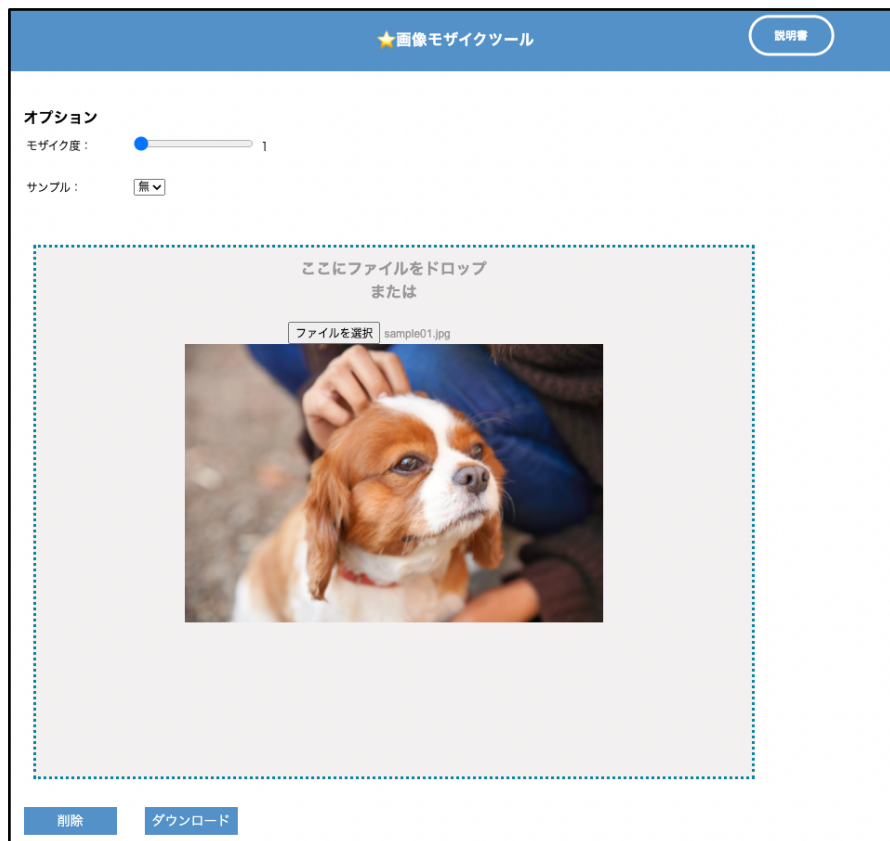 ⭐画像モザイクツール
説明書
オプション
モザイク度： 1
サンプル： 無
ここにファイルをドロップ
または
ファイルを選択 sample01.jpg
削除 ダウンロード